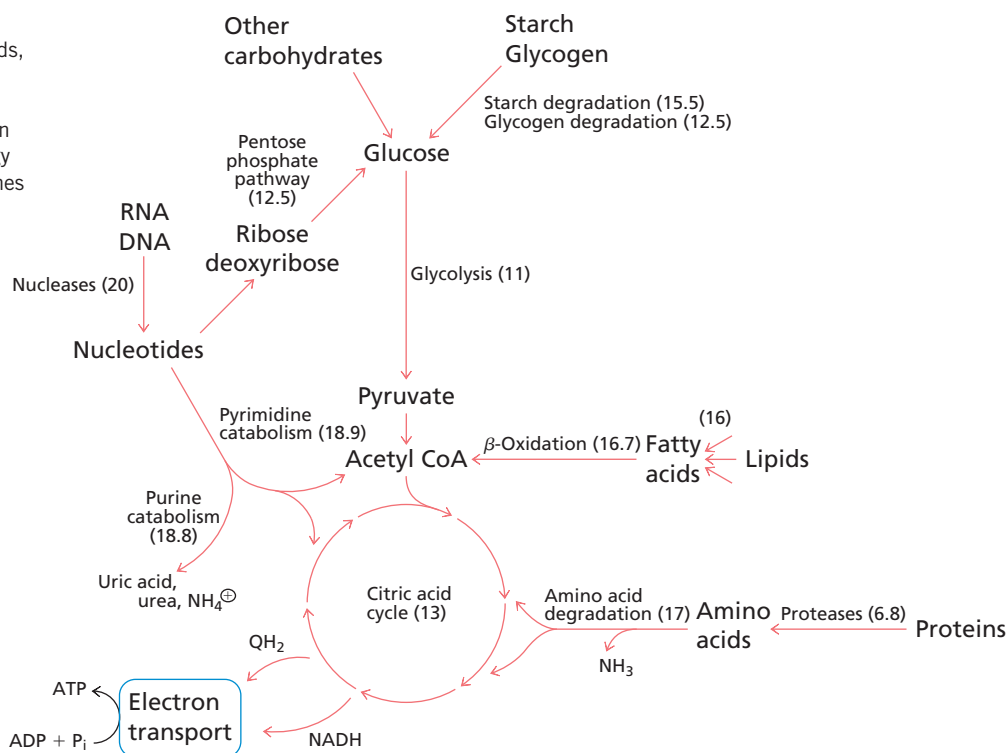 ds,
n
gy
nes
Other
carbohydrates
Starch
Glycogen
Starch degradation (15.5)
Glycogen degradation (12.5)
Glucose
Pentose
phosphate
pathway
(12.5)
RNA
DNA
Ribose
deoxyribose
Nucleases (20)
Glycolysis (11)
Nucleotides
Pyruvate
Pyrimidine
catabolism (18.9)
Acetyl CoA
β-Oxidation (16.7)
Fatty
acids
(16)
Lipids
Purine
catabolism
(18.8)
Uric acid,
urea, NH₄⊕
Citric acid
cycle (13)
Amino acid
degradation (17)
Amino
acids
Proteases (6.8)
Proteins
NH₃
QH₂
ATP
Electron
transport
ADP + Pᵢ
NADH